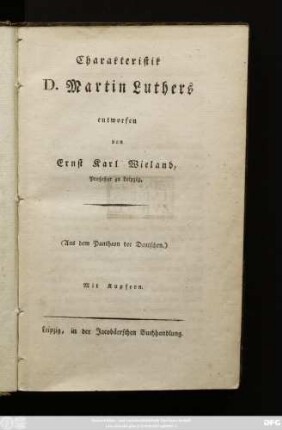 Charakteristik
D. Martin Luthers
entworfen
von
Ernst Karl Wieland,
Professor zu Leipzig.
(Aus dem Pantheon der Deutschen.)
Mit Kupfern.
Leipzig, in der Jacobäerschen Buchhandlung.
DFG